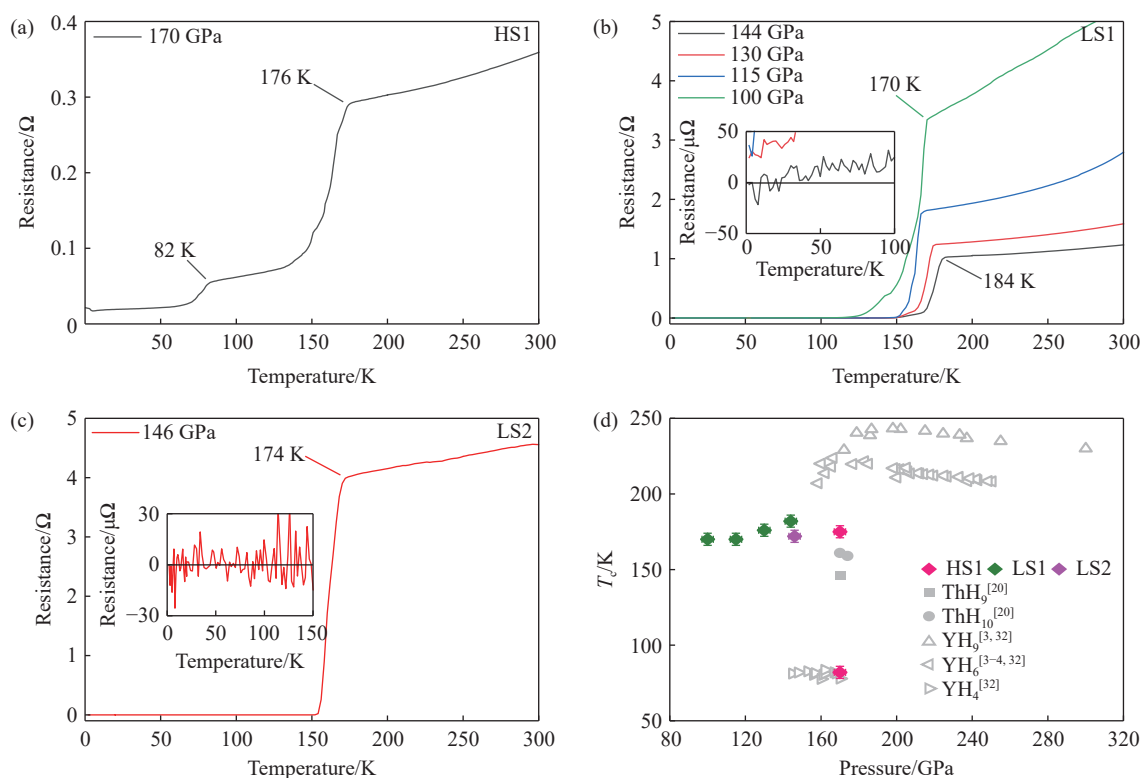 (a)
170 GPa
HS1
176 K
82 K
0.4
0.3
0.2
0.1
0
Resistance/Ω
50
100
150
200
250
300
Temperature/K
(b)
144 GPa
130 GPa
115 GPa
100 GPa
LS1
170 K
184 K
5
4
3
2
1
0
Resistance/Ω
50
0
−50
Resistance/μΩ
0
50
100
Temperature/K
0
50
100
150
200
250
300
Temperature/K
(c)
146 GPa
LS2
174 K
5
4
3
2
1
0
Resistance/Ω
30
0
−30
Resistance/μΩ
0
50
100
150
Temperature/K
0
50
100
150
200
250
300
Temperature/K
(d)
250
200
150
100
50
Tc/K
HS1 LS1 LS2
ThH9[20]
ThH10[20]
YH9[3, 32]
YH6[3−4, 32]
YH4[32]
80
120
160
200
240
280
320
Pressure/GPa